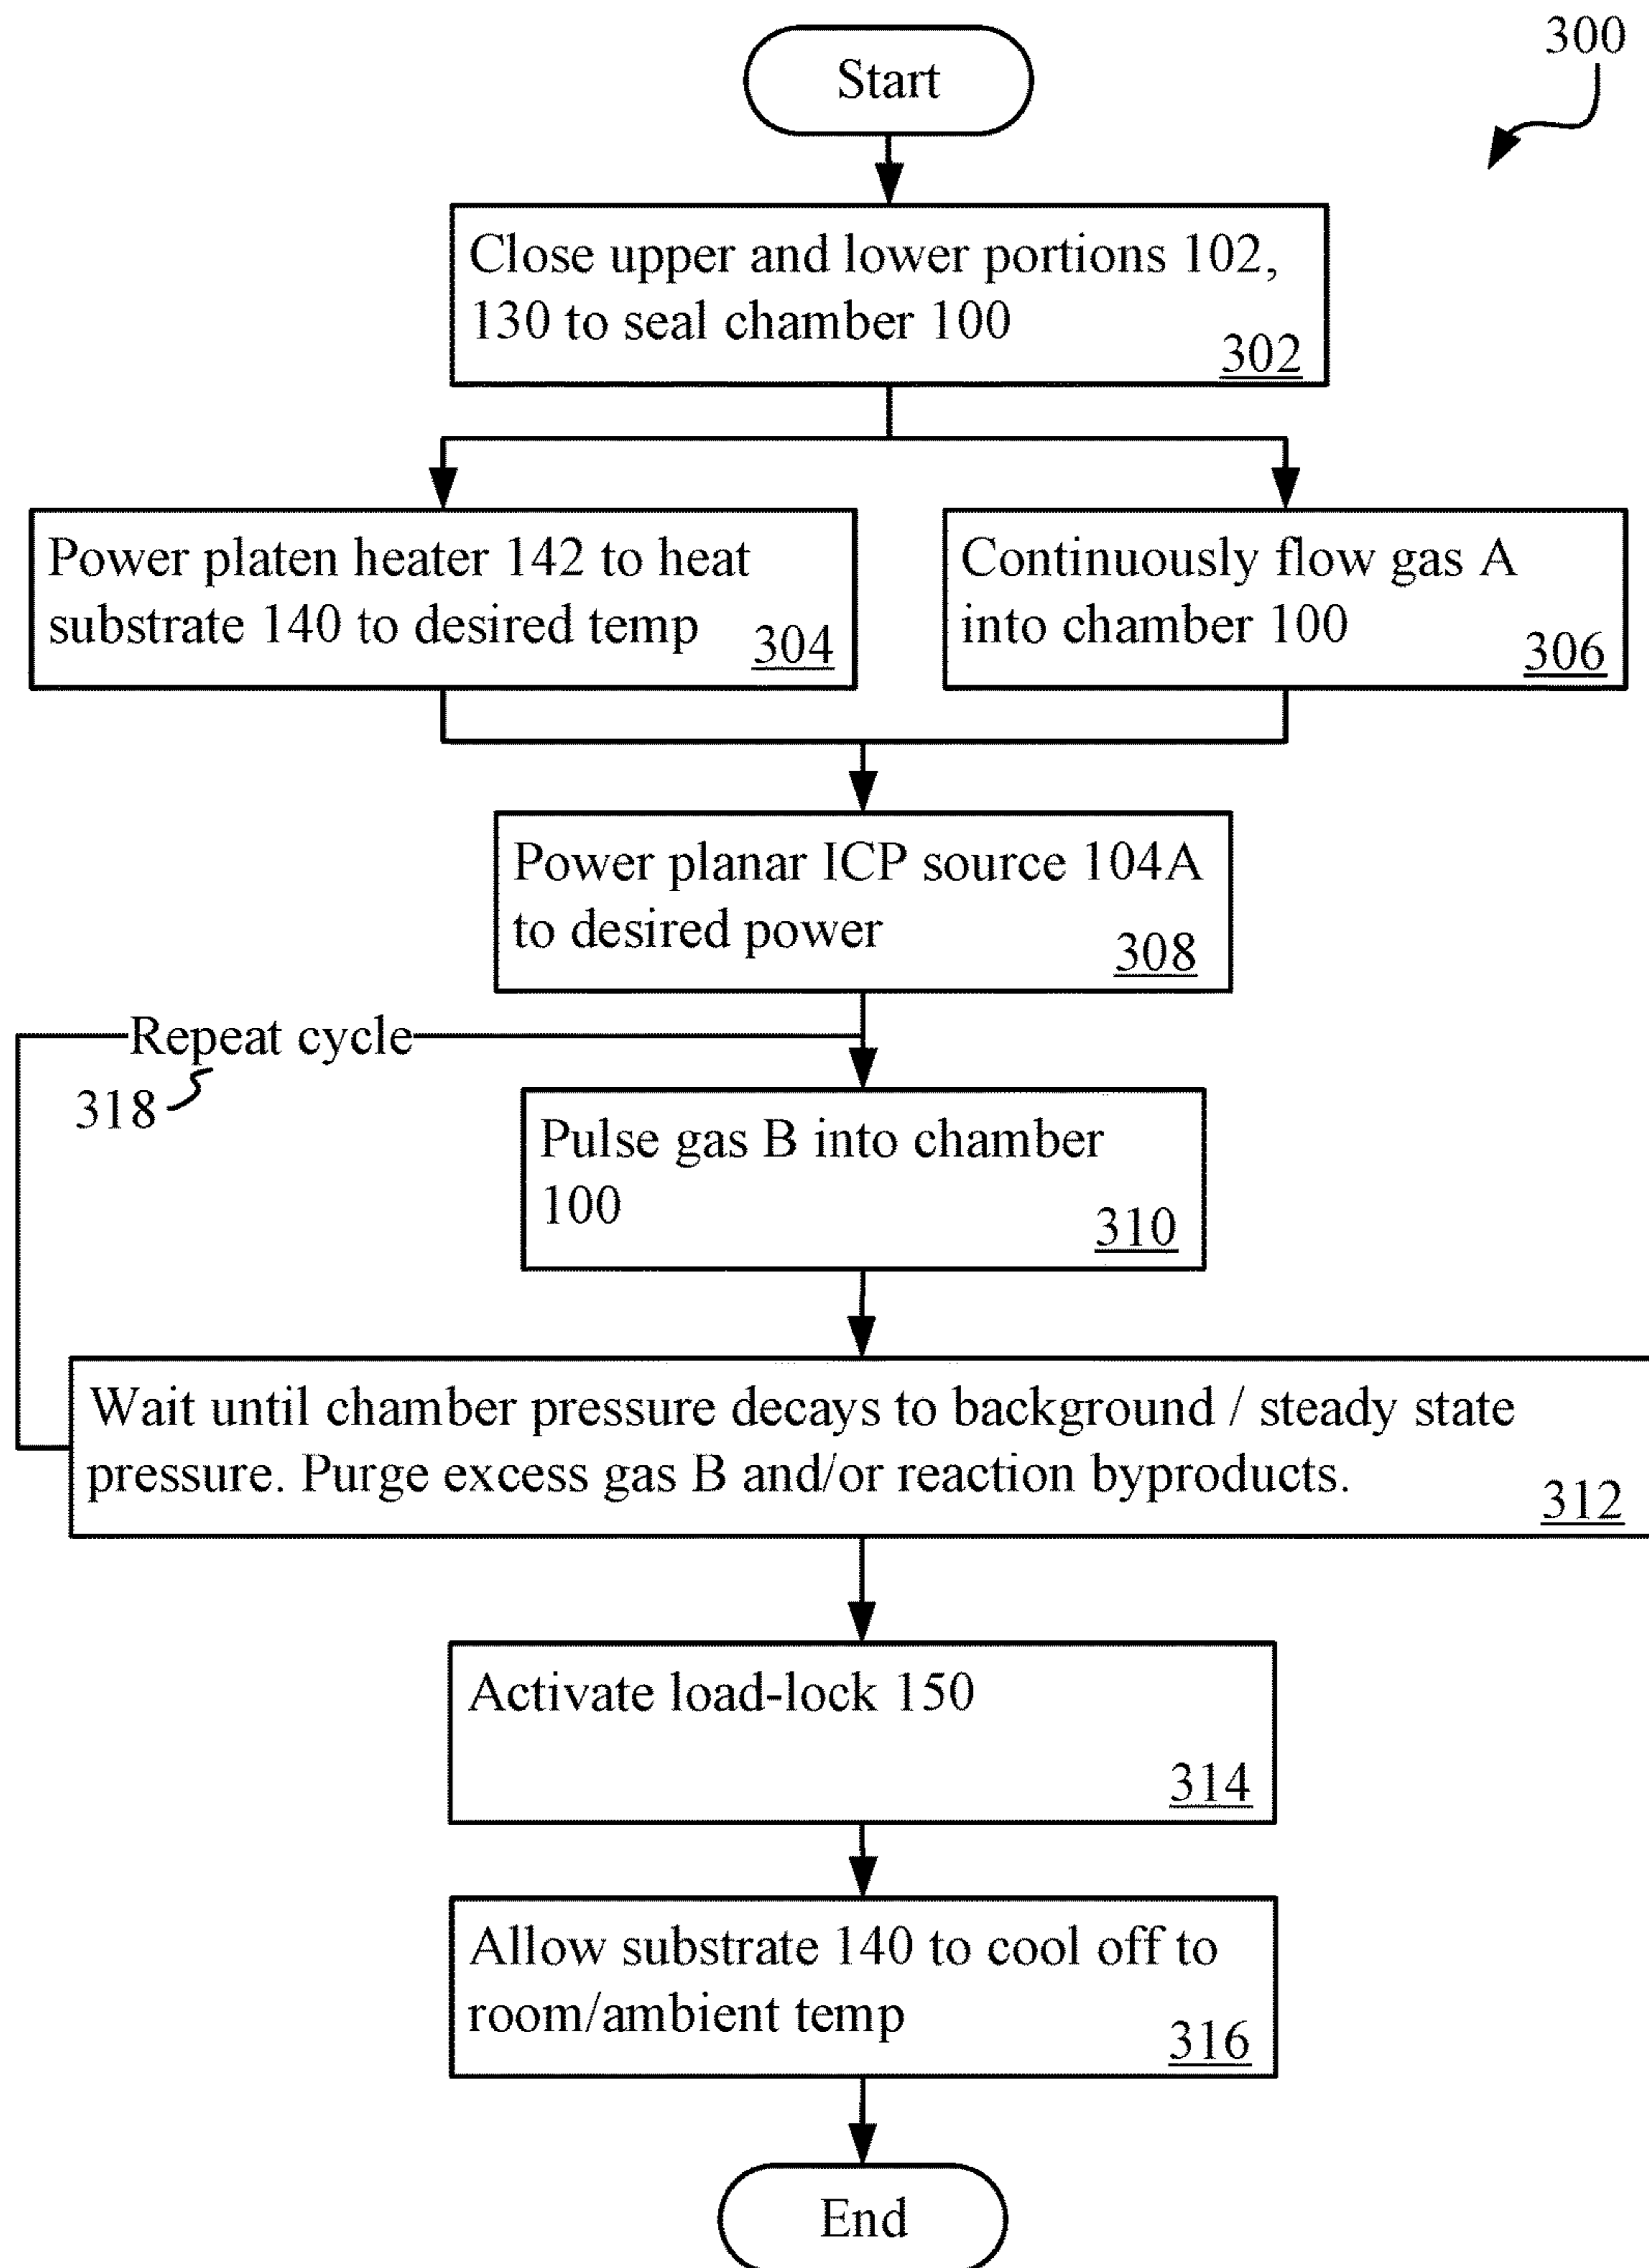 300
Start
Close upper and lower portions 102,
130 to seal chamber 100
302
Power platen heater 142 to heat
substrate 140 to desired temp
304
Continuously flow gas A
into chamber 100
306
Power planar ICP source 104A
to desired power
308
Repeat cycle
318
Pulse gas B into chamber
100
310
Wait until chamber pressure decays to background / steady state
pressure. Purge excess gas B and/or reaction byproducts.
312
Activate load-lock 150
314
Allow substrate 140 to cool off to
room/ambient temp
316
End